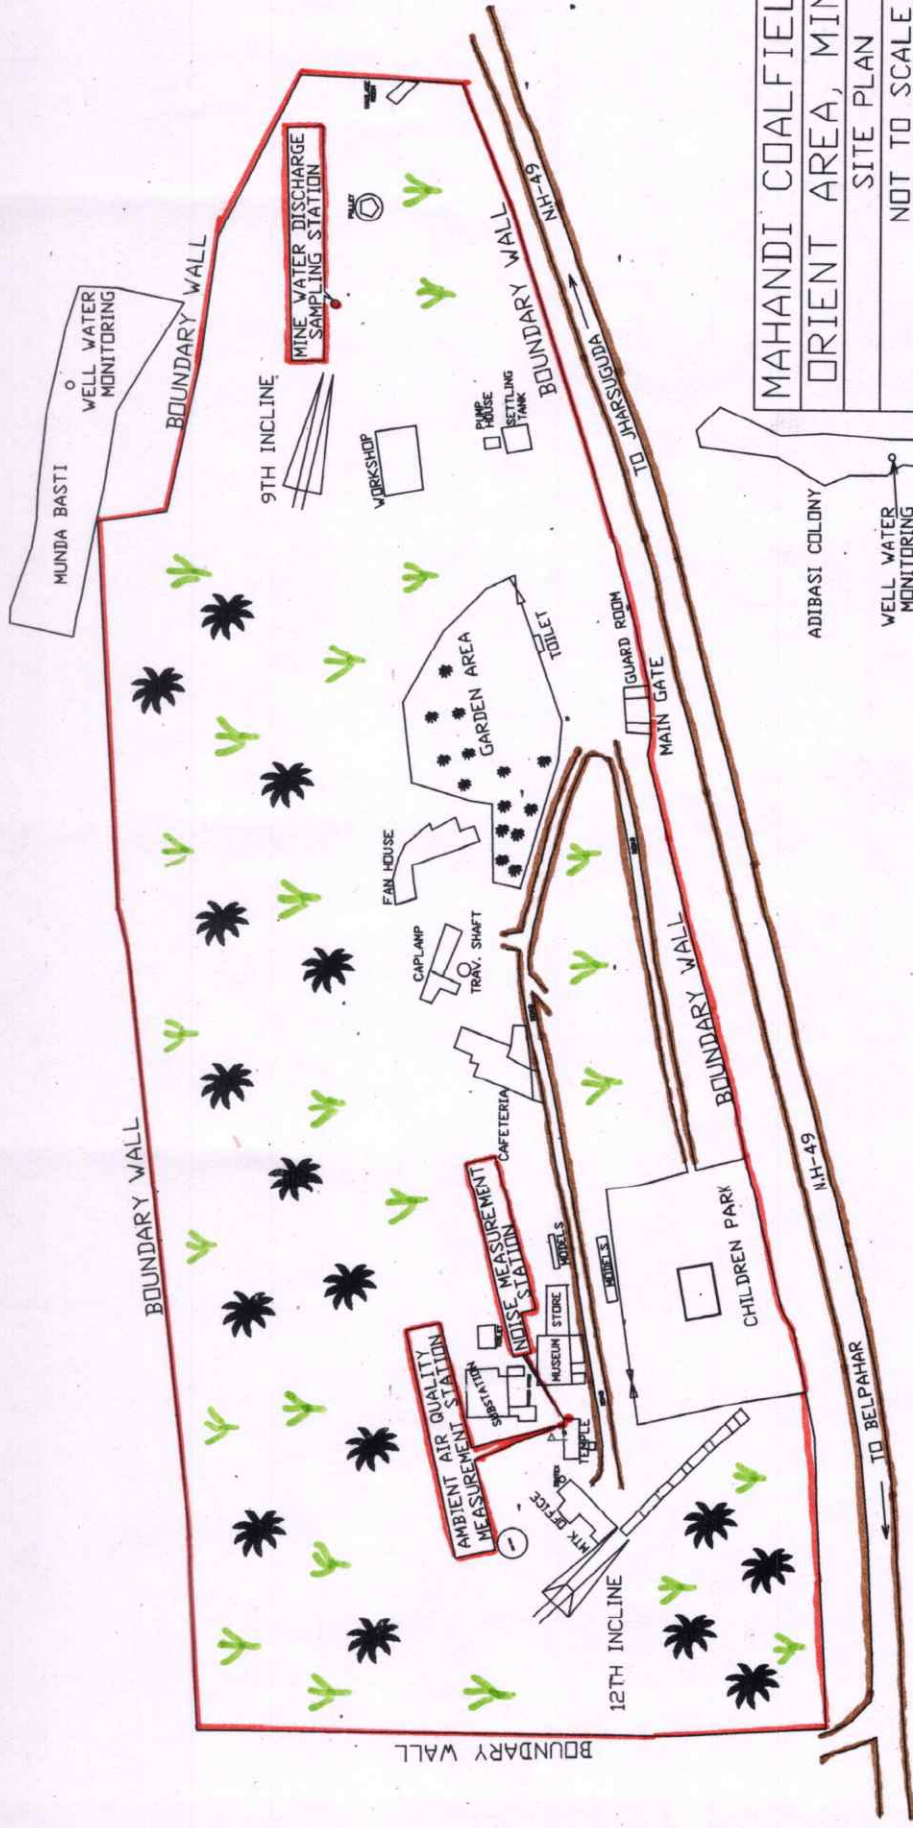 MAHANDI COALFIEL
ORIENT AREA, MIN
SITE PLAN
NOT TO SCALE
MUNDA BASTI
WELL WATER
MONITORING
BOUNDARY WALL
BOUNDARY WALL
BOUNDARY WALL
BOUNDARY WALL
BOUNDARY WALL
MINE WATER DISCHARGE
SAMPLING STATION
9TH INCLINE
WORKSHOP
PUMP
HOUSE
SETTLING
TANK
GARDEN AREA
TOILET
GUARD ROOM
MAIN GATE
FAN HOUSE
CAPLAMP
TRAV. SHAFT
CAFETERIA
NOISE MEASUREMENT
STATION
AMBIENT AIR QUALITY
MEASUREMENT STATION
SUBSTATION
MUSEUM
STORE
MODELS
MODELS
TEMPLE
MTK OFFICE
12TH INCLINE
CHILDREN PARK
N.H-49
TO JHARSUGUDA
N.H-49
TO BELPAHAR
ADIBASI COLONY
WELL WATER
MONITORING